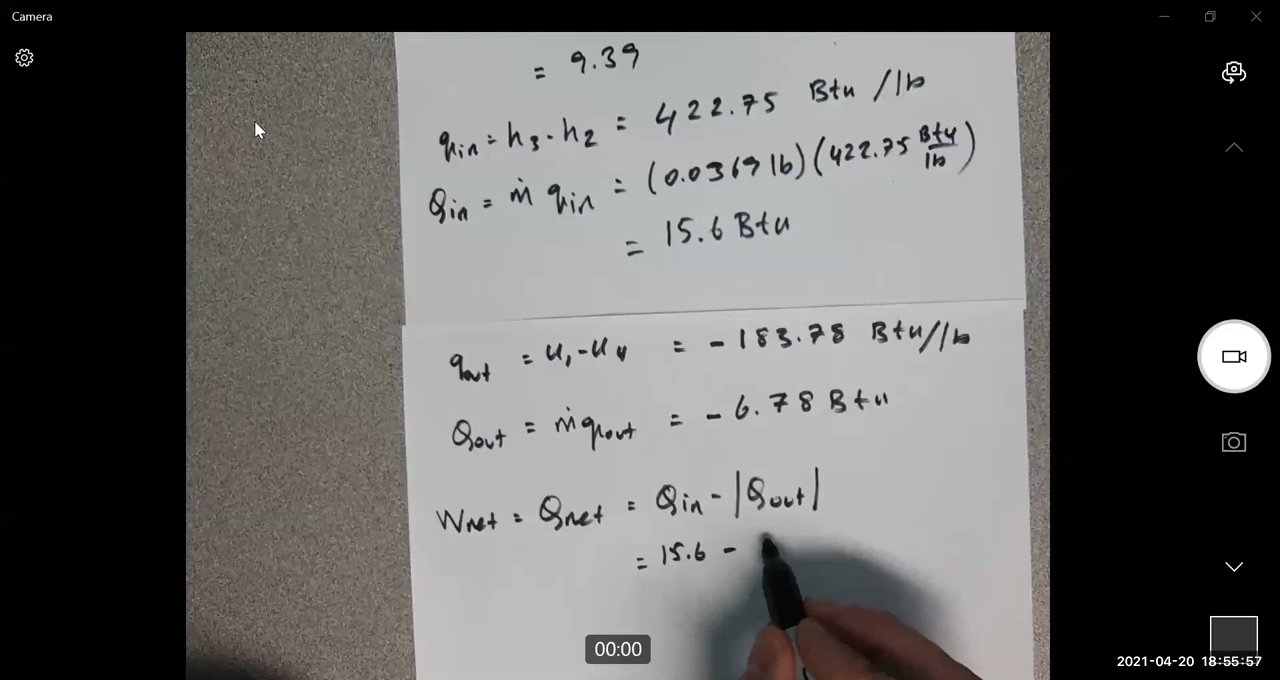 Camera
= 9.39
qin = h3 - h2 = 422.75 Btu / lb
Qin = ṁ qin = (0.0369 lb) (422.75 Btu/lb)
= 15.6 Btu
qout = u1 - u4 = - 183.78 Btu/lb
Qout = ṁ qout = - 6.78 Btu
Wnet = Qnet = Qin - |Qout|
= 15.6 -
00:00
2021-04-20 18:55:57